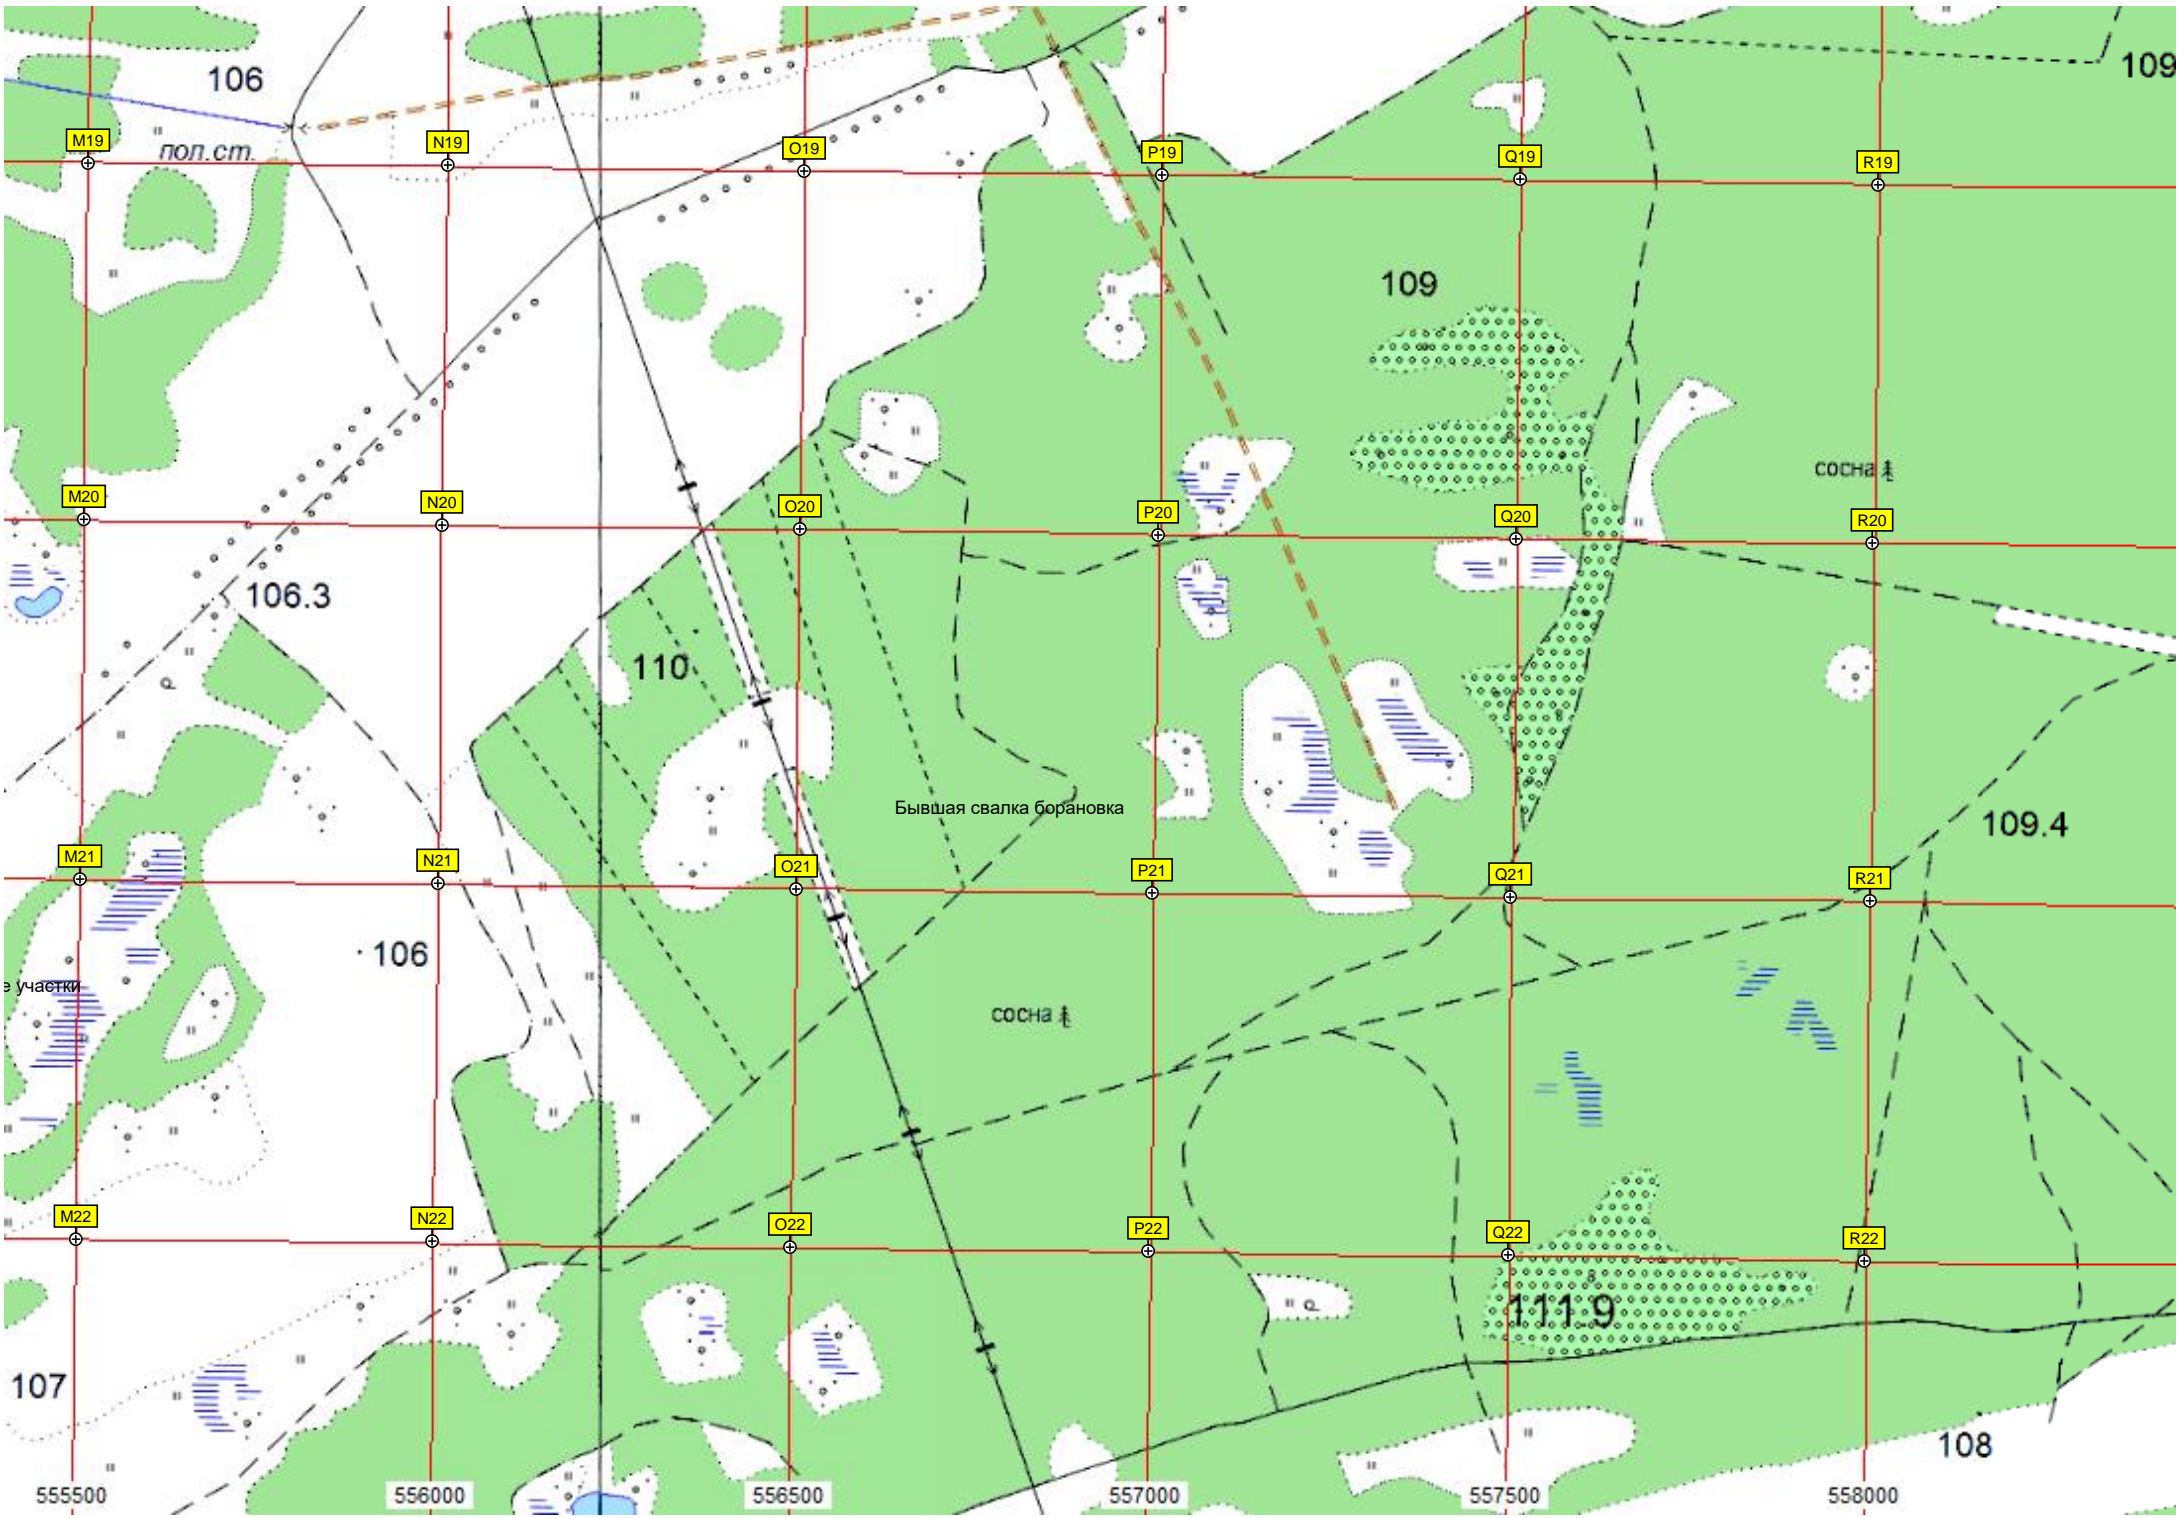 106
109
M19
пол.ст.
N19
O19
P19
Q19
R19
109
сосна
M20
N20
O20
P20
Q20
R20
106.3
110
Бывшая свалка борановка
109.4
M21
N21
O21
P21
Q21
R21
106
е участки
сосна
M22
N22
O22
P22
Q22
R22
111.9
107
108
555500 556000 556500 557000 557500 558000